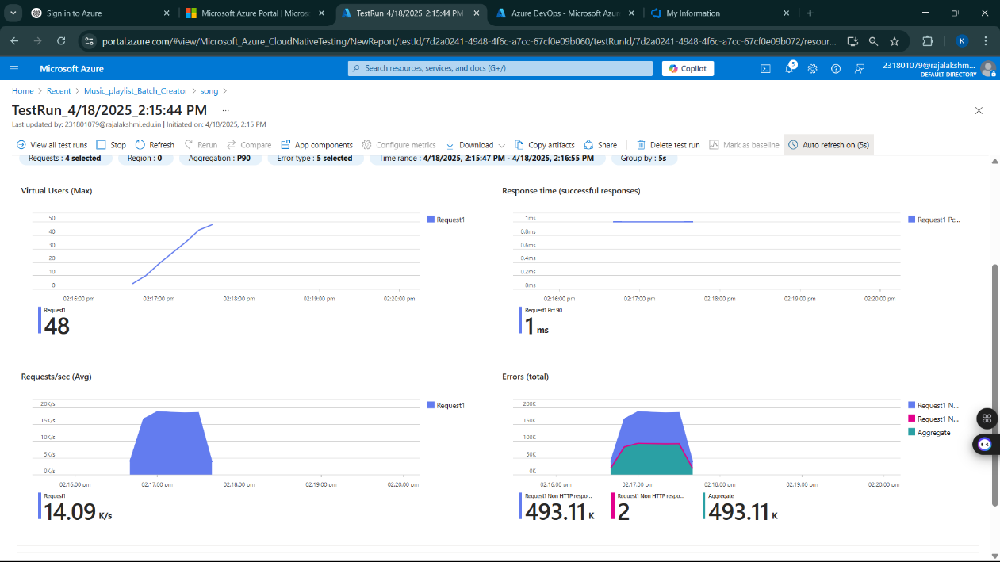 Sign in to Azure
Microsoft Azure Portal | Micros
TestRun_4/18/2025_2:15:44 PM
Azure DevOps - Microsoft Azure
My Information
portal.azure.com/#view/Microsoft_Azure_CloudNativeTesting/NewReport/testId/7d2a0241-4948-4f6c-a7cc-67cf0e09b060/testRunId/7d2a0241-4948-4f6c-a7cc-67cf0e09b072/resour...
K
Microsoft Azure
Search resources, services, and docs (G+/)
Copilot
5
231801079@rajalakshm...
DEFAULT DIRECTORY
Home > Recent > Music_playlist_Batch_Creator > song >
TestRun_4/18/2025_2:15:44 PM ...
Last updated by: 231801079@rajalakshmi.edu.in | Initiated on: 4/18/2025, 2:15 PM
View all test runs Stop Refresh Rerun Compare App components Configure metrics Download Copy artifacts Share Delete test run Mark as baseline Auto refresh on (5s)
Requests : 4 selected Region : 0 Aggregation : P90 Error type : 5 selected Time range : 4/18/2025, 2:15:47 PM - 4/18/2025, 2:16:55 PM Group by : 5s
Virtual Users (Max)
50
40
30
20
10
0
02:16:00 pm 02:17:00 pm 02:18:00 pm 02:19:00 pm 02:20:00 pm
Request1
Request1
48
Response time (successful responses)
1ms
0.8ms
0.6ms
0.4ms
0.2ms
0ms
02:16:00 pm 02:17:00 pm 02:18:00 pm 02:19:00 pm 02:20:00 pm
Request1 Pc...
Request1 Pct 90
1 ms
Requests/sec (Avg)
20K/s
15K/s
10K/s
5K/s
0K/s
02:16:00 pm 02:17:00 pm 02:18:00 pm 02:19:00 pm 02:20:00 pm
Request1
Request1
14.09 K/s
Errors (total)
200K
150K
100K
50K
0K
02:16:00 pm 02:17:00 pm 02:18:00 pm 02:19:00 pm 02:20:00 pm
Request1 N...
Request1 N...
Aggregate
Request1 Non HTTP respo...
493.11 K
Request1 Non HTTP respo...
2
Aggregate
493.11 K